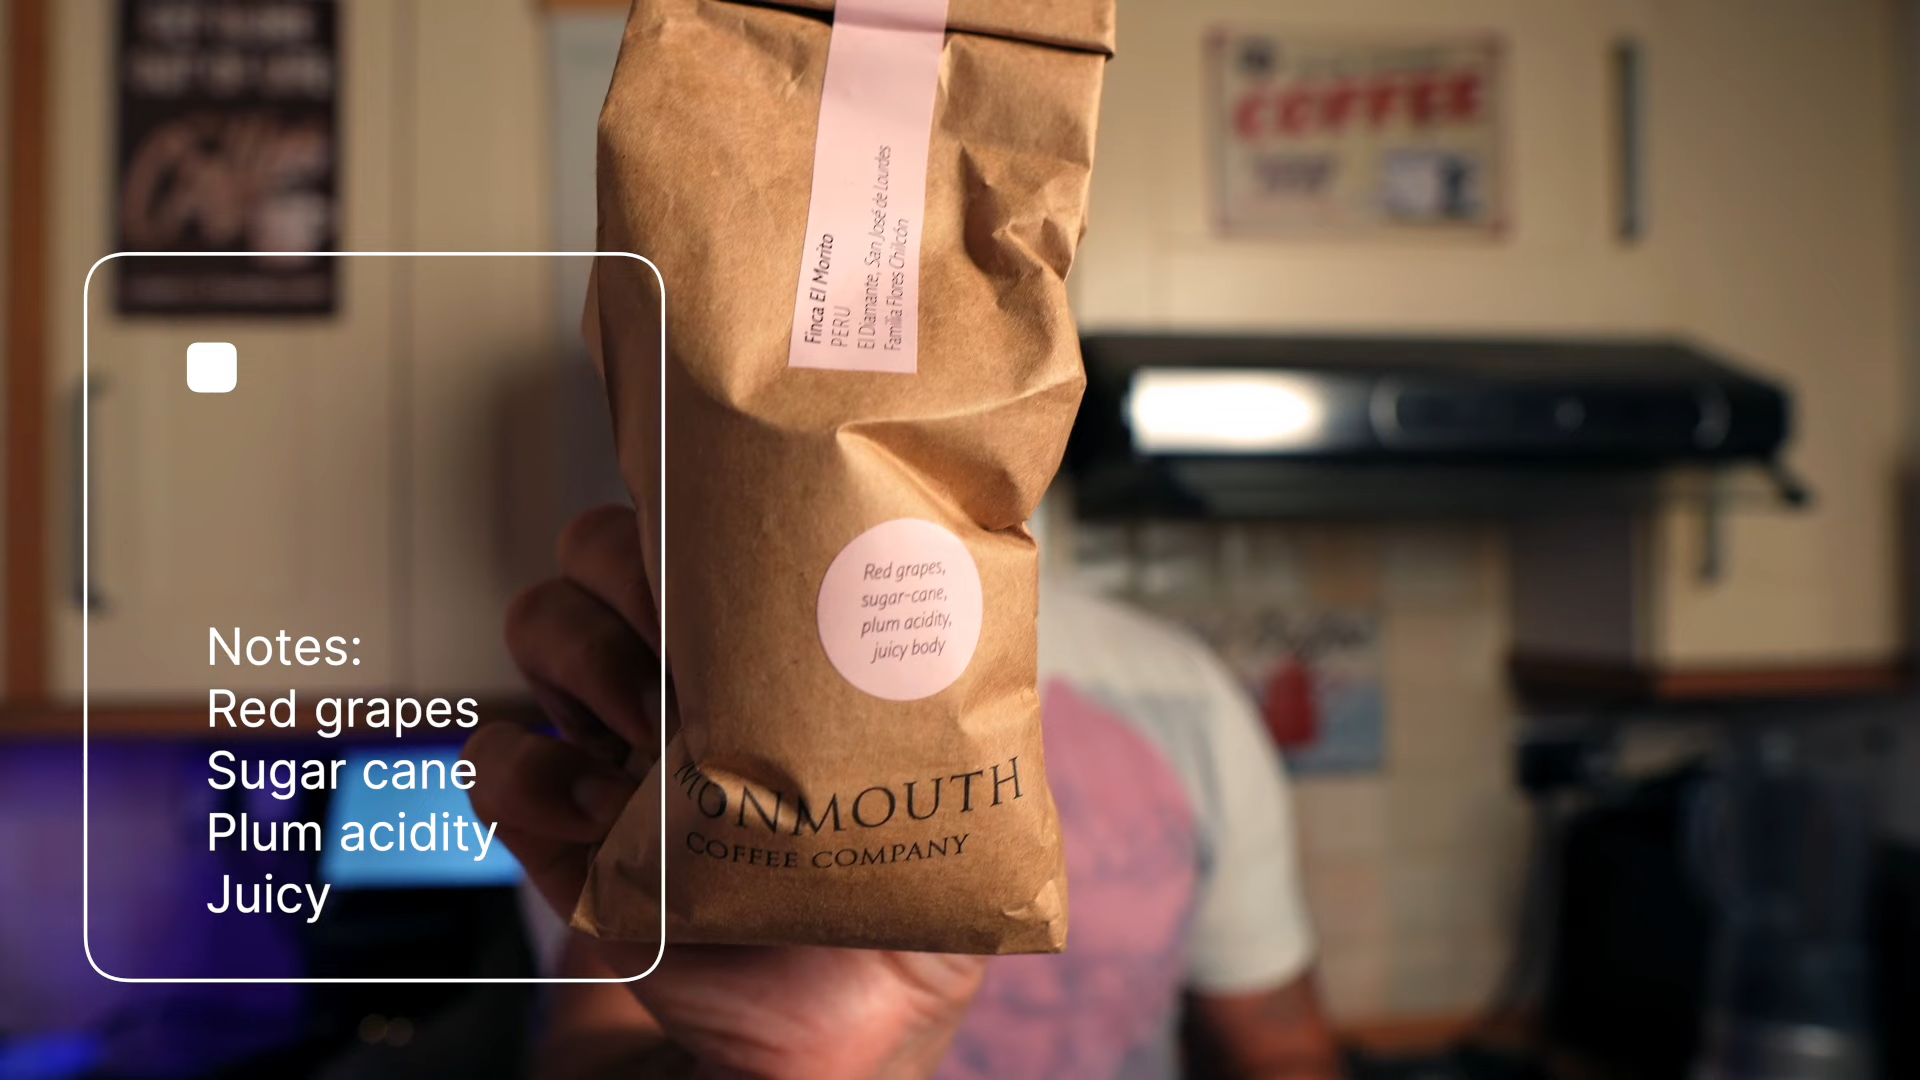 COFFEE
Finca El Morito
PERU
El Diamante, San José de Lourdes
Familia Flores Chilcón
Red grapes,
sugar-cane,
plum acidity,
juicy body
MONMOUTH
COFFEE COMPANY
Notes:
Red grapes
Sugar cane
Plum acidity
Juicy